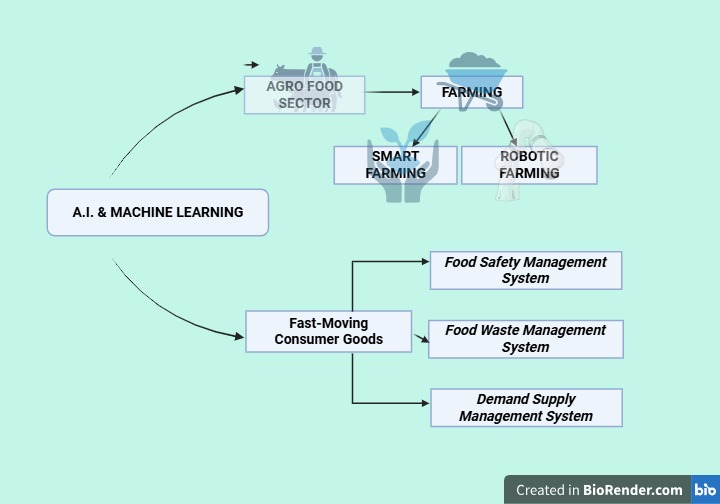 AGRO FOOD
SECTOR
FARMING
SMART
FARMING
ROBOTIC
FARMING
A.I. & MACHINE LEARNING
Food Safety Management
System
Fast-Moving
Consumer Goods
Food Waste Management
System
Demand Supply
Management System
Created in BioRender.com bio